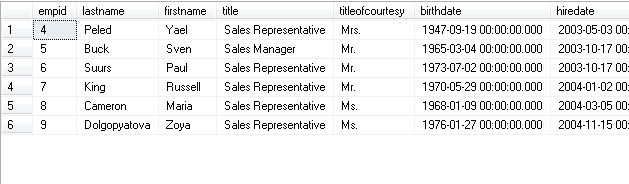 empid lastname firstname title titleofcourtesy birthdate hiredate
1 4 Peled Yael Sales Representative Mrs. 1947-09-19 00:00:00.000 2003-05-03 00
2 5 Buck Sven Sales Manager Mr. 1965-03-04 00:00:00.000 2003-10-17 00
3 6 Suurs Paul Sales Representative Mr. 1973-07-02 00:00:00.000 2003-10-17 00
4 7 King Russell Sales Representative Mr. 1970-05-29 00:00:00.000 2004-01-02 00
5 8 Cameron Maria Sales Representative Ms. 1968-01-09 00:00:00.000 2004-03-05 00
6 9 Dolgopyatova Zoya Sales Representative Ms. 1976-01-27 00:00:00.000 2004-11-15 00